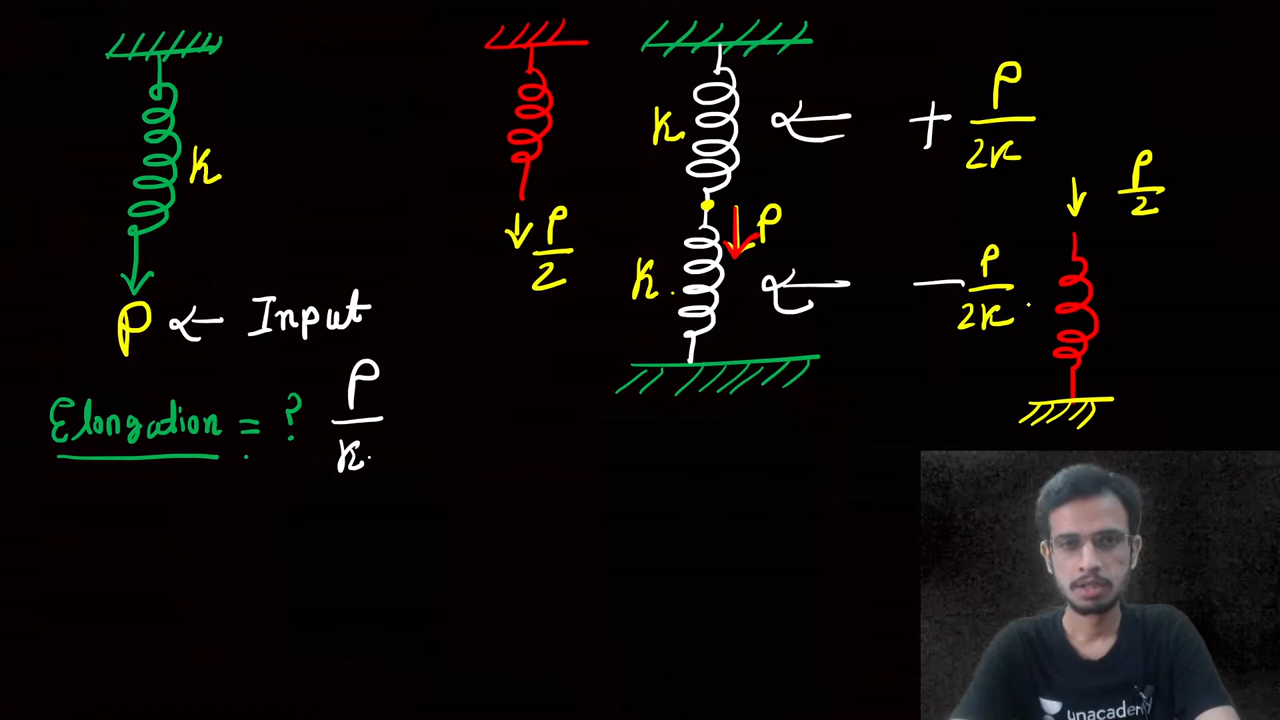 K
P ← Input
Elongation = ? P/K.
P/2
K
P
K.
← + P/2K
← - P/2K.
P/2
unacademy